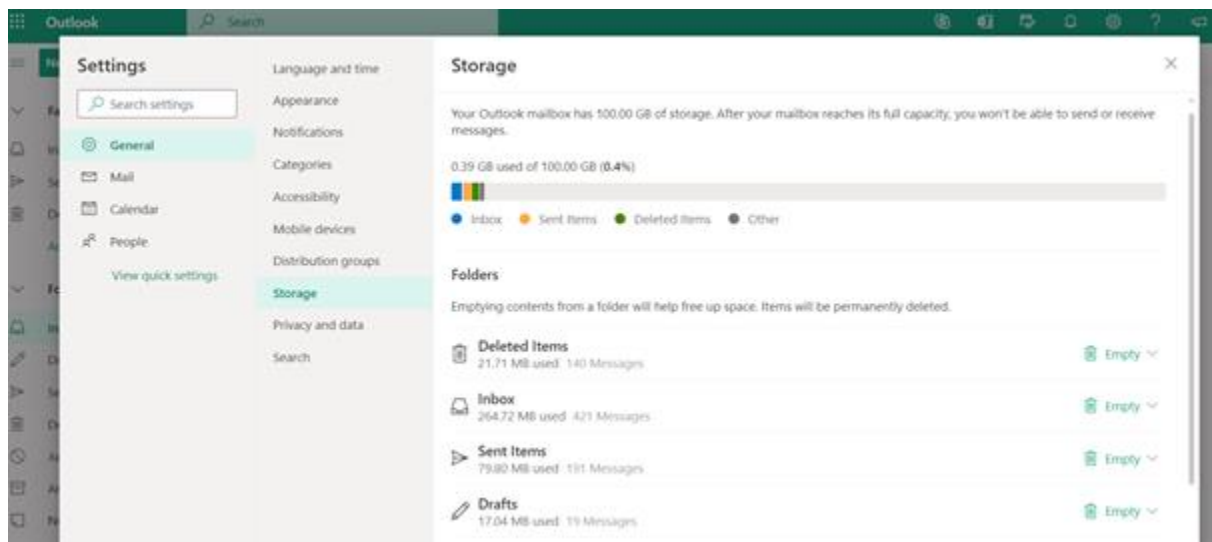 Outlook
Search
Settings
Search settings
General
Mail
Calendar
People
View quick settings
Language and time
Appearance
Notifications
Categories
Accessibility
Mobile devices
Distribution groups
Storage
Privacy and data
Search
Storage
Your Outlook mailbox has 100.00 GB of storage. After your mailbox reaches its full capacity, you won't be able to send or receive
messages.
0.39 GB used of 100.00 GB (0.4%)
Inbox Sent Items Deleted Items Other
Folders
Emptying contents from a folder will help free up space. Items will be permanently deleted.
Deleted Items
21.71 MB used 140 Messages
Empty
Inbox
264.72 MB used 421 Messages
Empty
Sent Items
79.80 MB used 191 Messages
Empty
Drafts
17.04 MB used 19 Messages
Empty